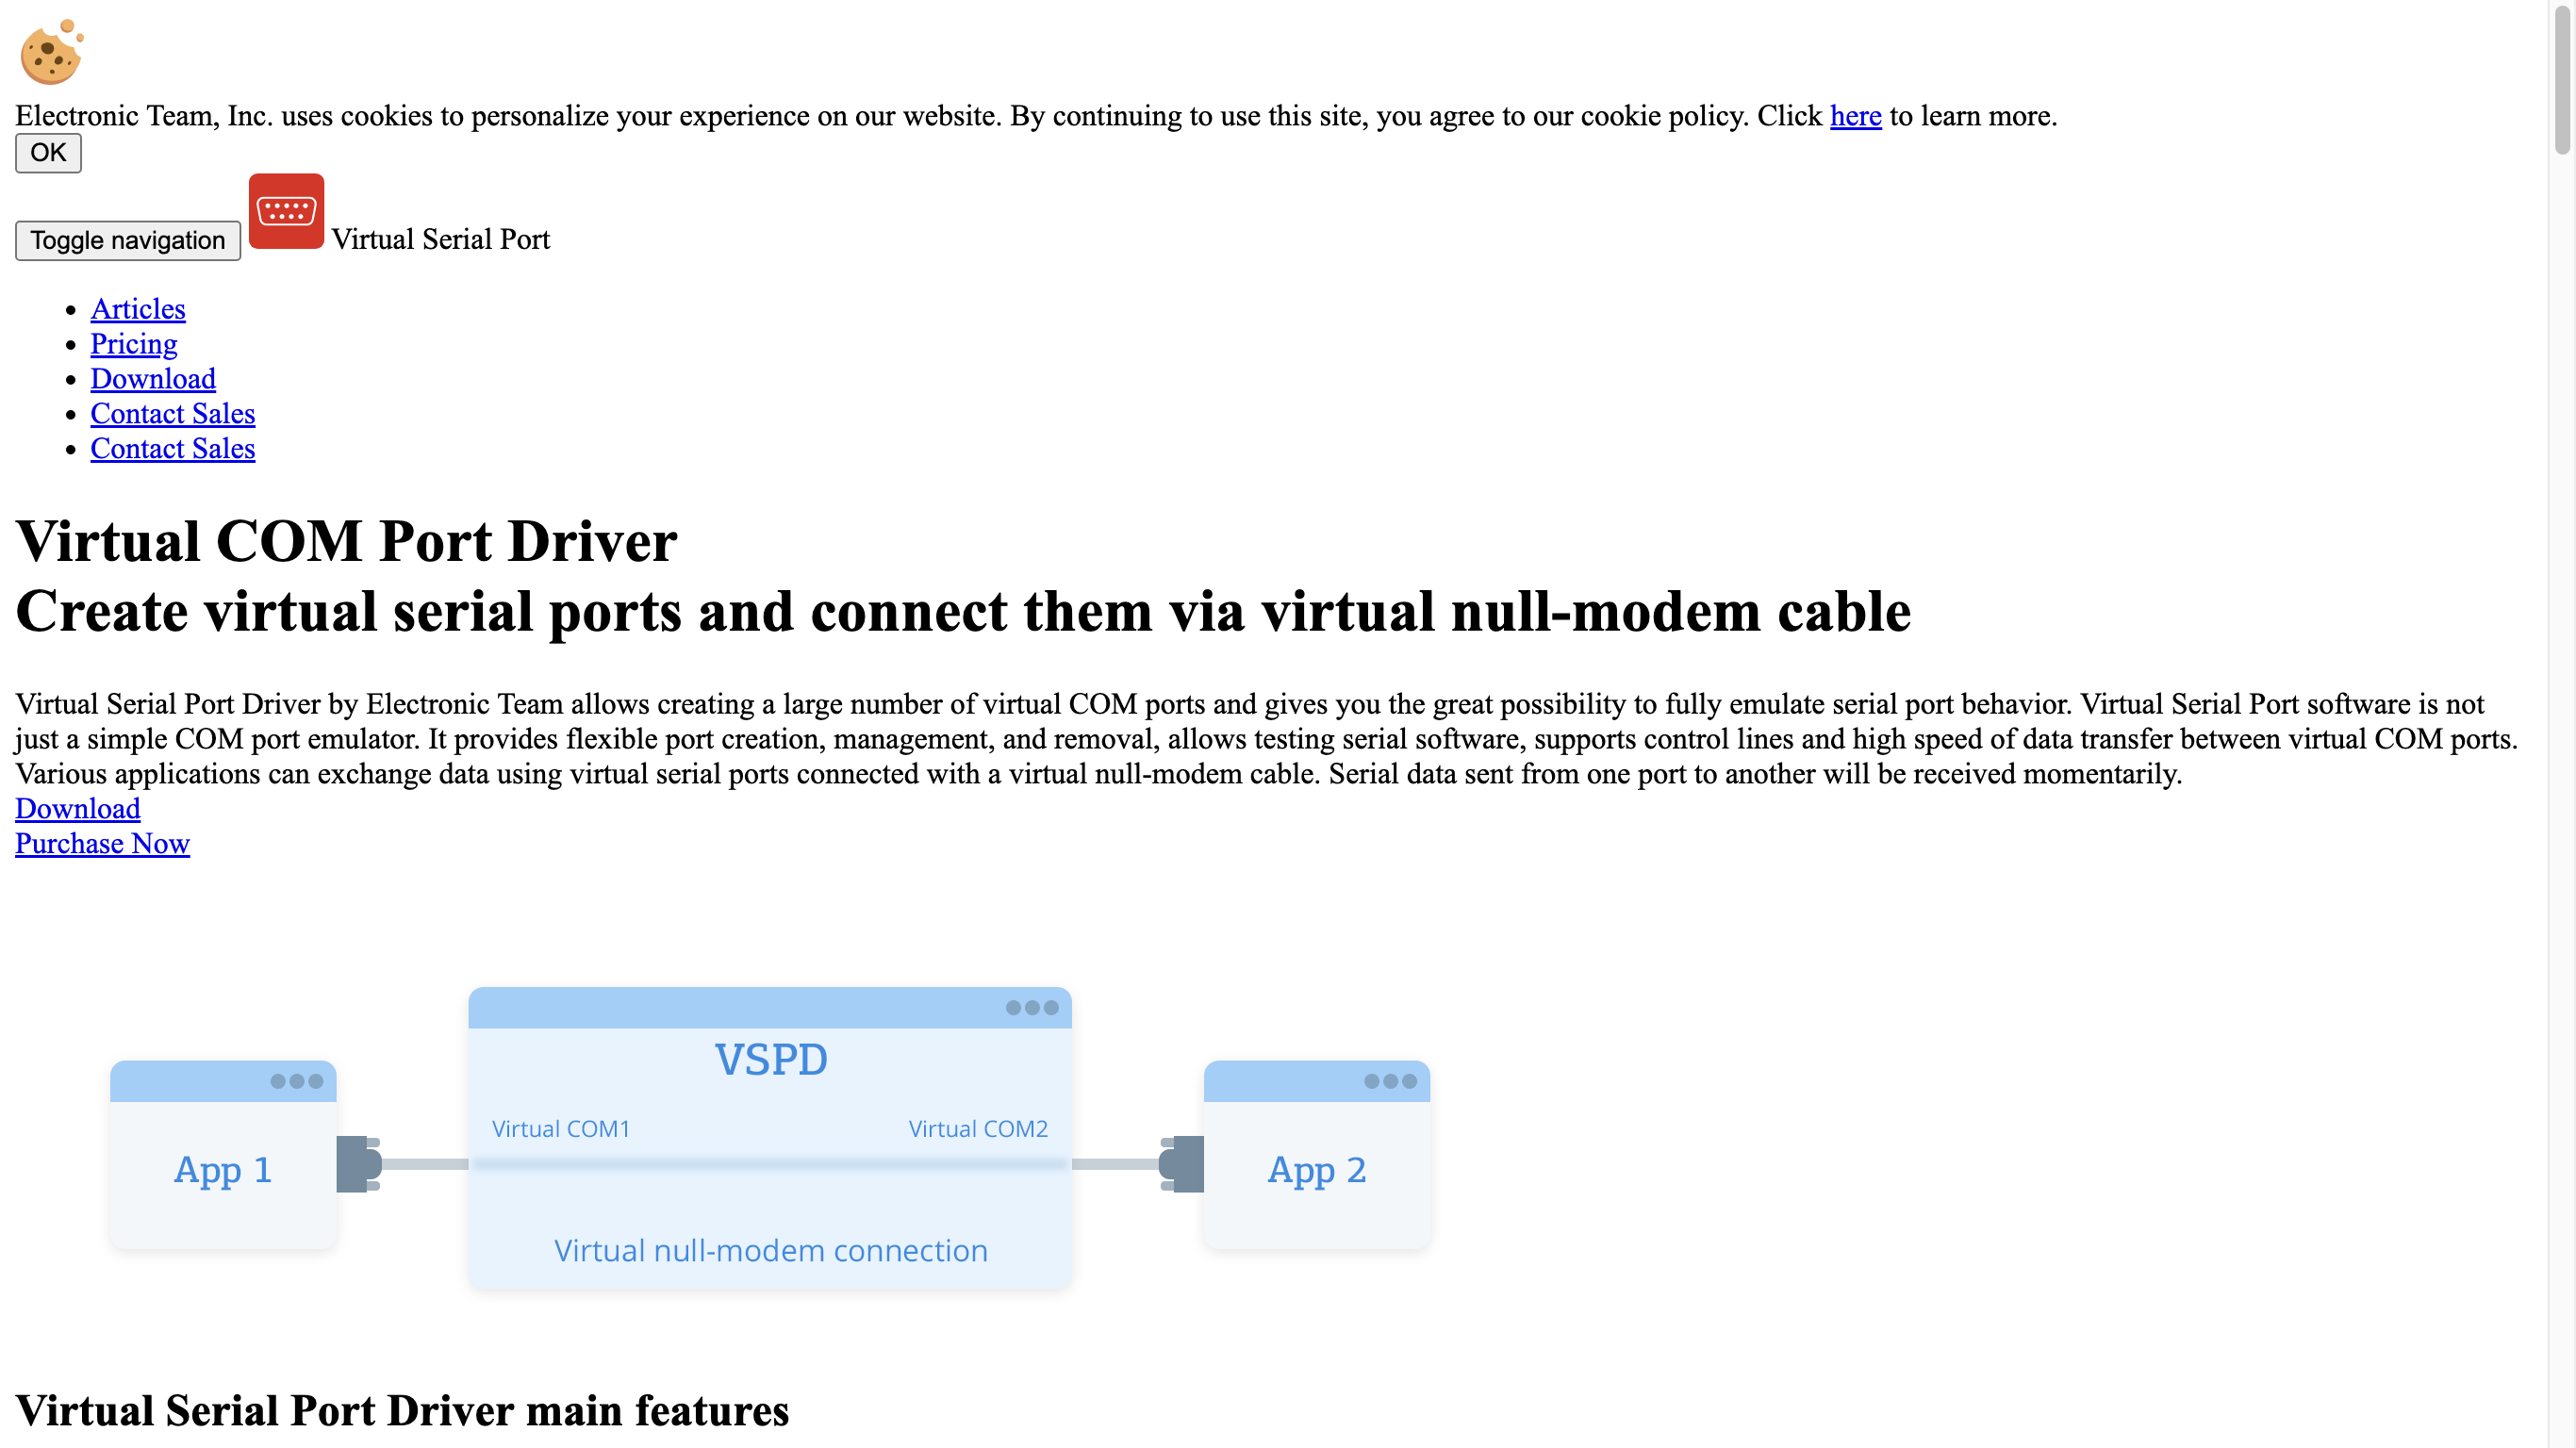 Electronic Team, Inc. uses cookies to personalize your experience on our website. By continuing to use this site, you agree to our cookie policy. Click here to learn more.
OK
Toggle navigation Virtual Serial Port
Articles
Pricing
Download
Contact Sales
Contact Sales
Virtual COM Port Driver
Create virtual serial ports and connect them via virtual null-modem cable
Virtual Serial Port Driver by Electronic Team allows creating a large number of virtual COM ports and gives you the great possibility to fully emulate serial port behavior. Virtual Serial Port software is not
just a simple COM port emulator. It provides flexible port creation, management, and removal, allows testing serial software, supports control lines and high speed of data transfer between virtual COM ports.
Various applications can exchange data using virtual serial ports connected with a virtual null-modem cable. Serial data sent from one port to another will be received momentarily.
Download
Purchase Now
VSPD
Virtual COM1 Virtual COM2
App 1 App 2
Virtual null-modem connection
Virtual Serial Port Driver main features